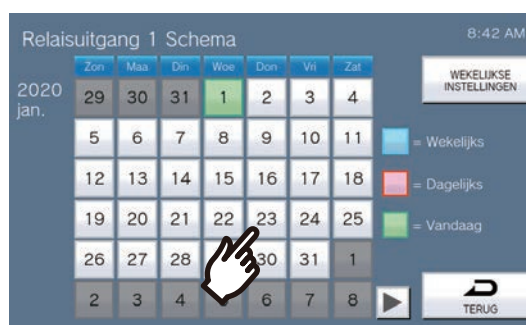 Relaisuitgang 1 Schema
8:42 AM
Zon Maa Din Woe Don Vri Zat
WEKELIJKSE
INSTELLINGEN
2020
jan.
29 30 31 1 2 3 4
5 6 7 8 9 10 11
= Wekelijks
12 13 14 15 16 17 18
= Dagelijks
19 20 21 22 23 24 25
= Vandaag
26 27 28 30 31 1
2 3 4 6 7 8
TERUG